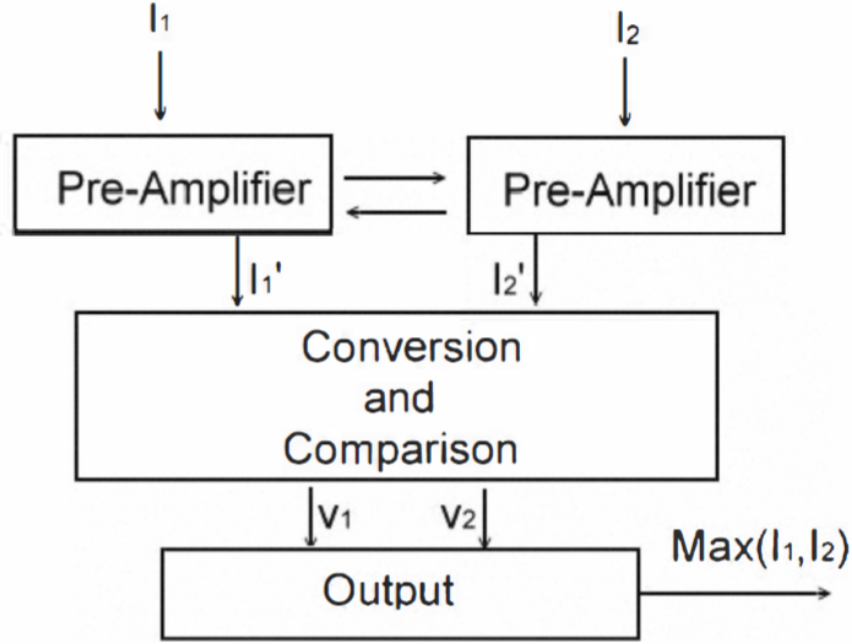 I₁
I₂
Pre-Amplifier
Pre-Amplifier
I₁'
I₂'
Conversion
and
Comparison
V₁
V₂
Output
Max(I₁,I₂)